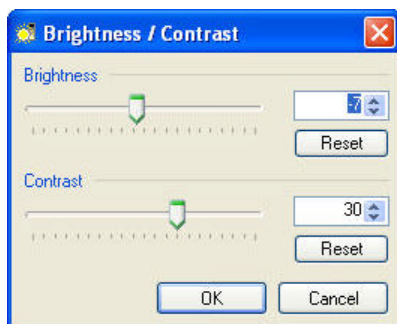 Brightness / Contrast
Brightness
-7
Reset
Contrast
30
Reset
OK Cancel